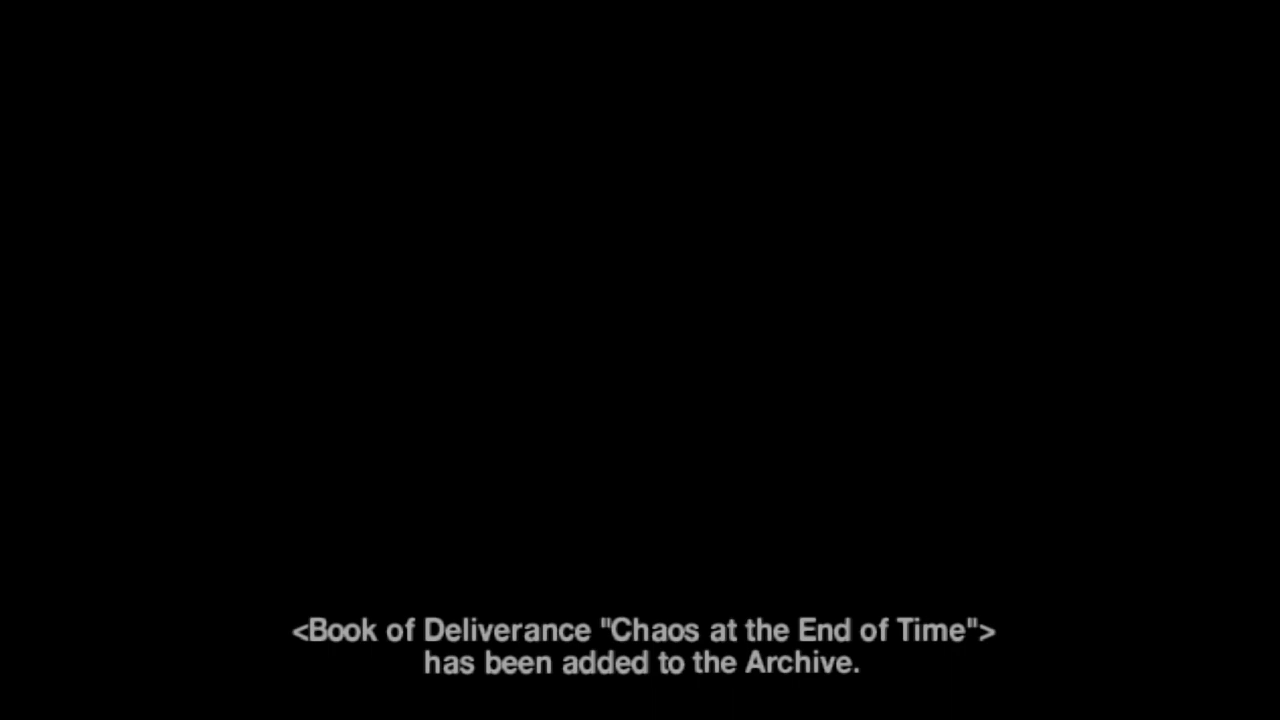 <Book of Deliverance "Chaos at the End of Time">
has been added to the Archive.